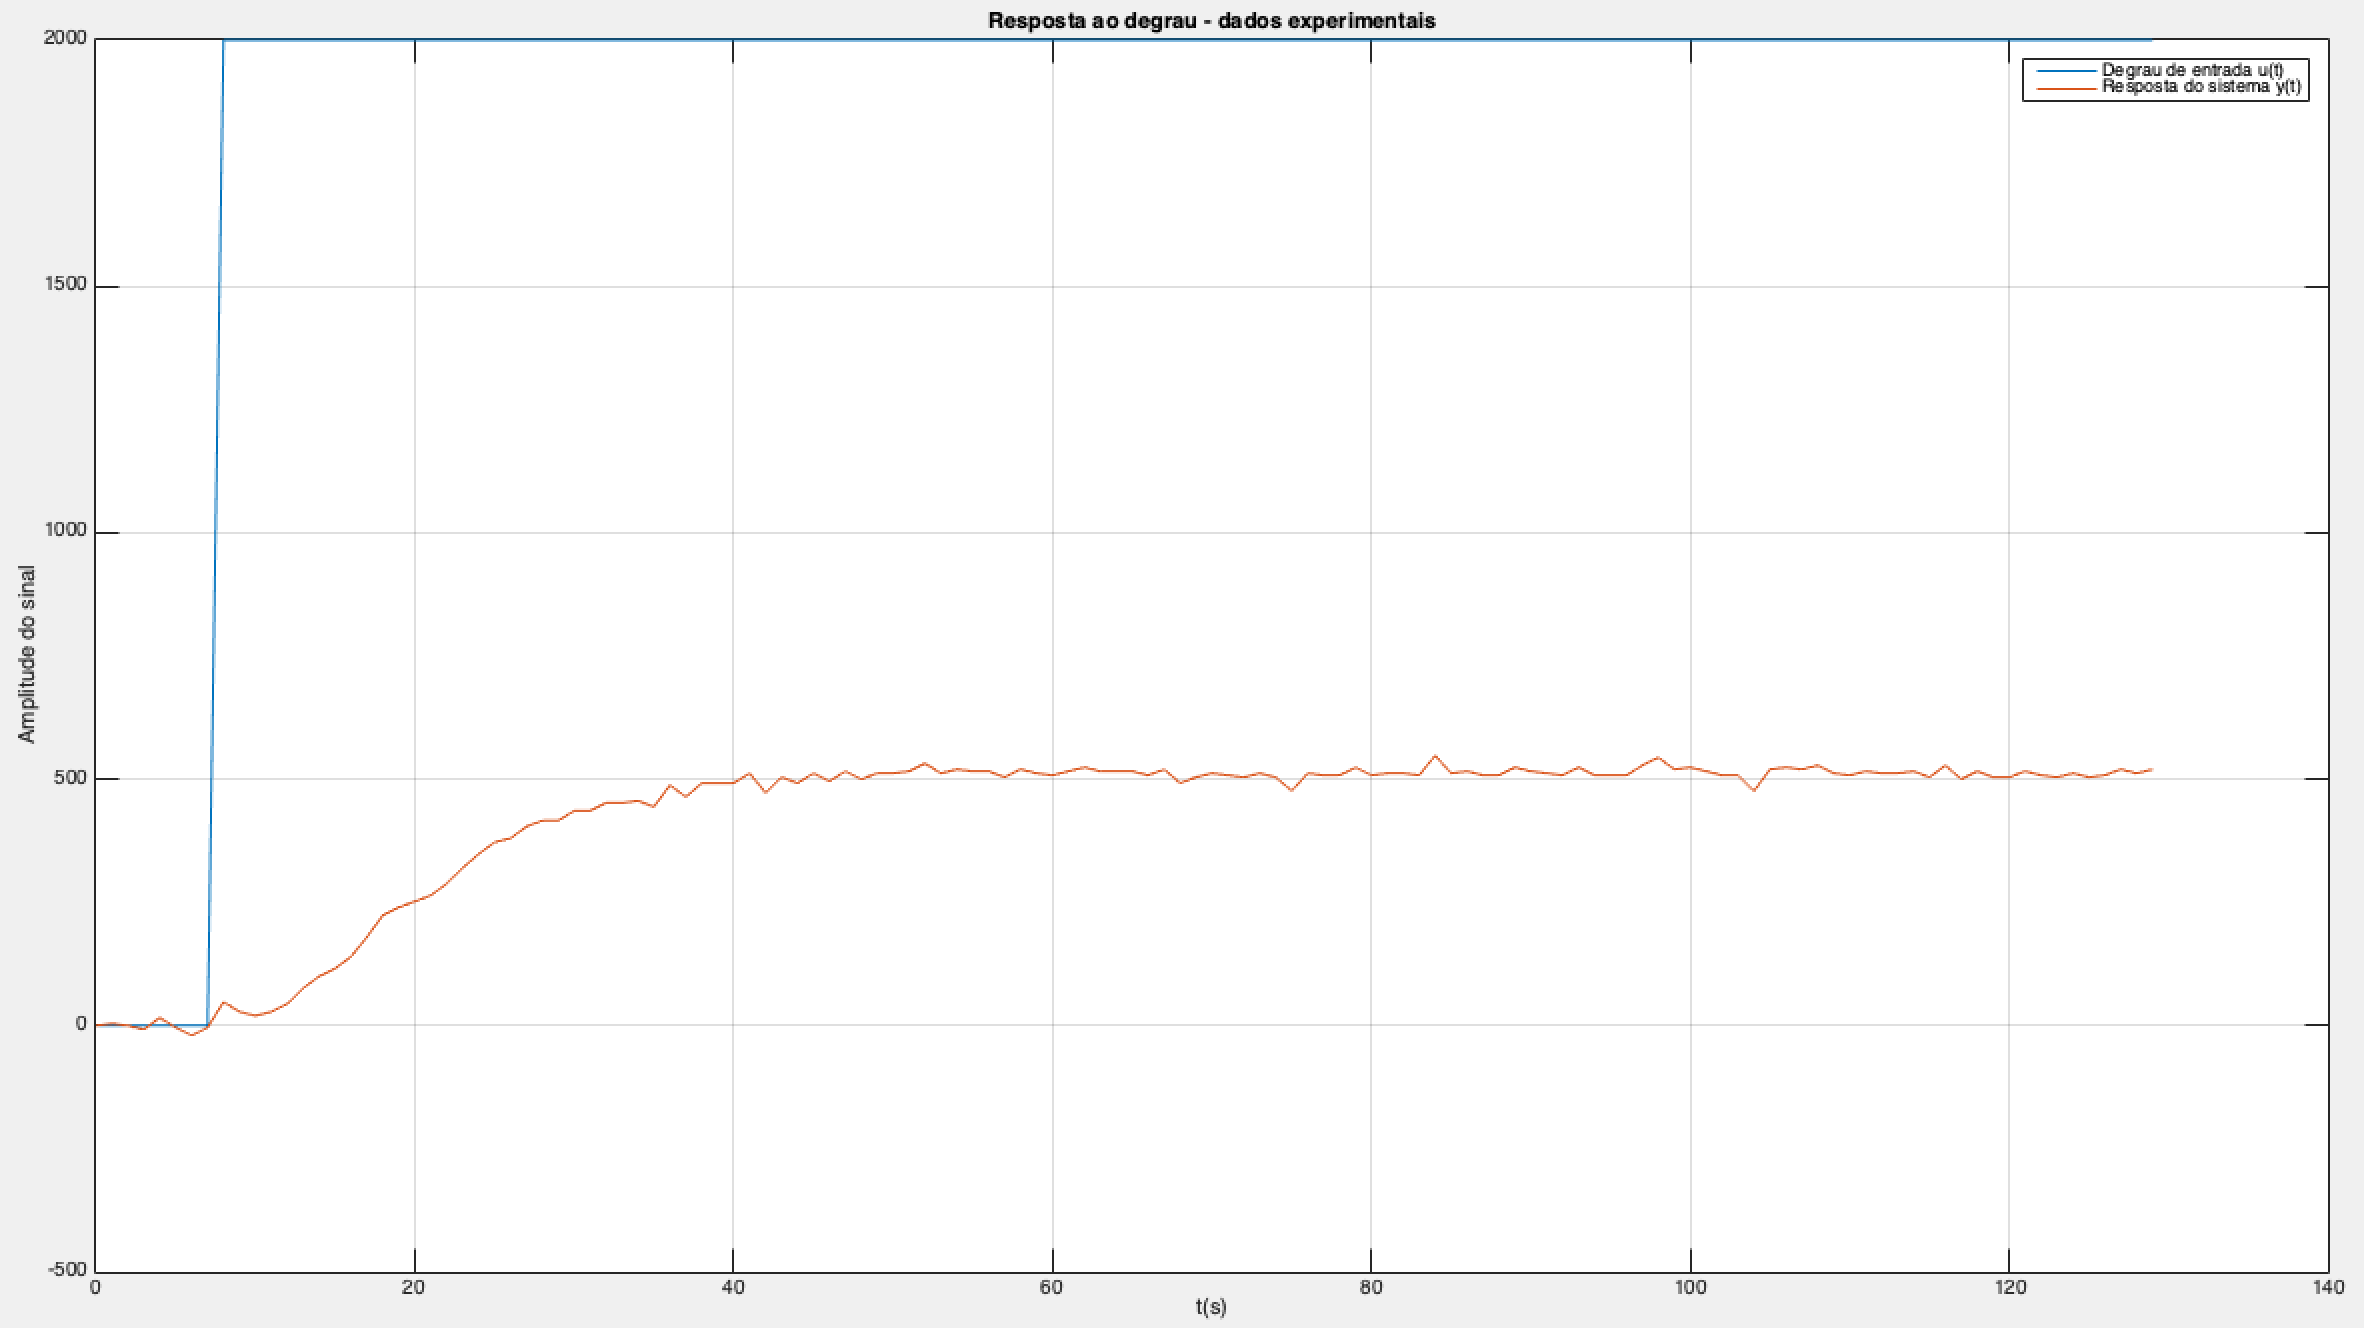 Resposta ao degrau - dados experimentais
2000
1500
1000
500
0
-500
Amplitude do sinal
Degrau de entrada u(t)
Resposta do sistema y(t)
0 20 40 60 80 100 120 140
t(s)